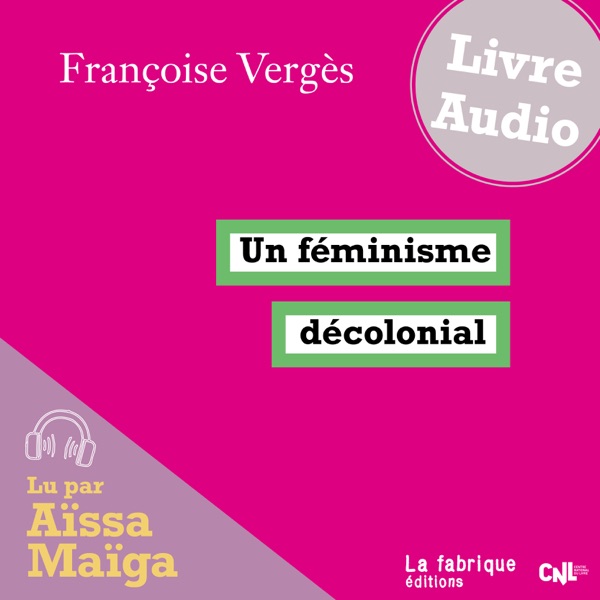 Françoise Vergès
Livre
Audio
Un féminisme
décolonial
Lu par
Aïssa
Maïga
La fabrique
éditions
CNL